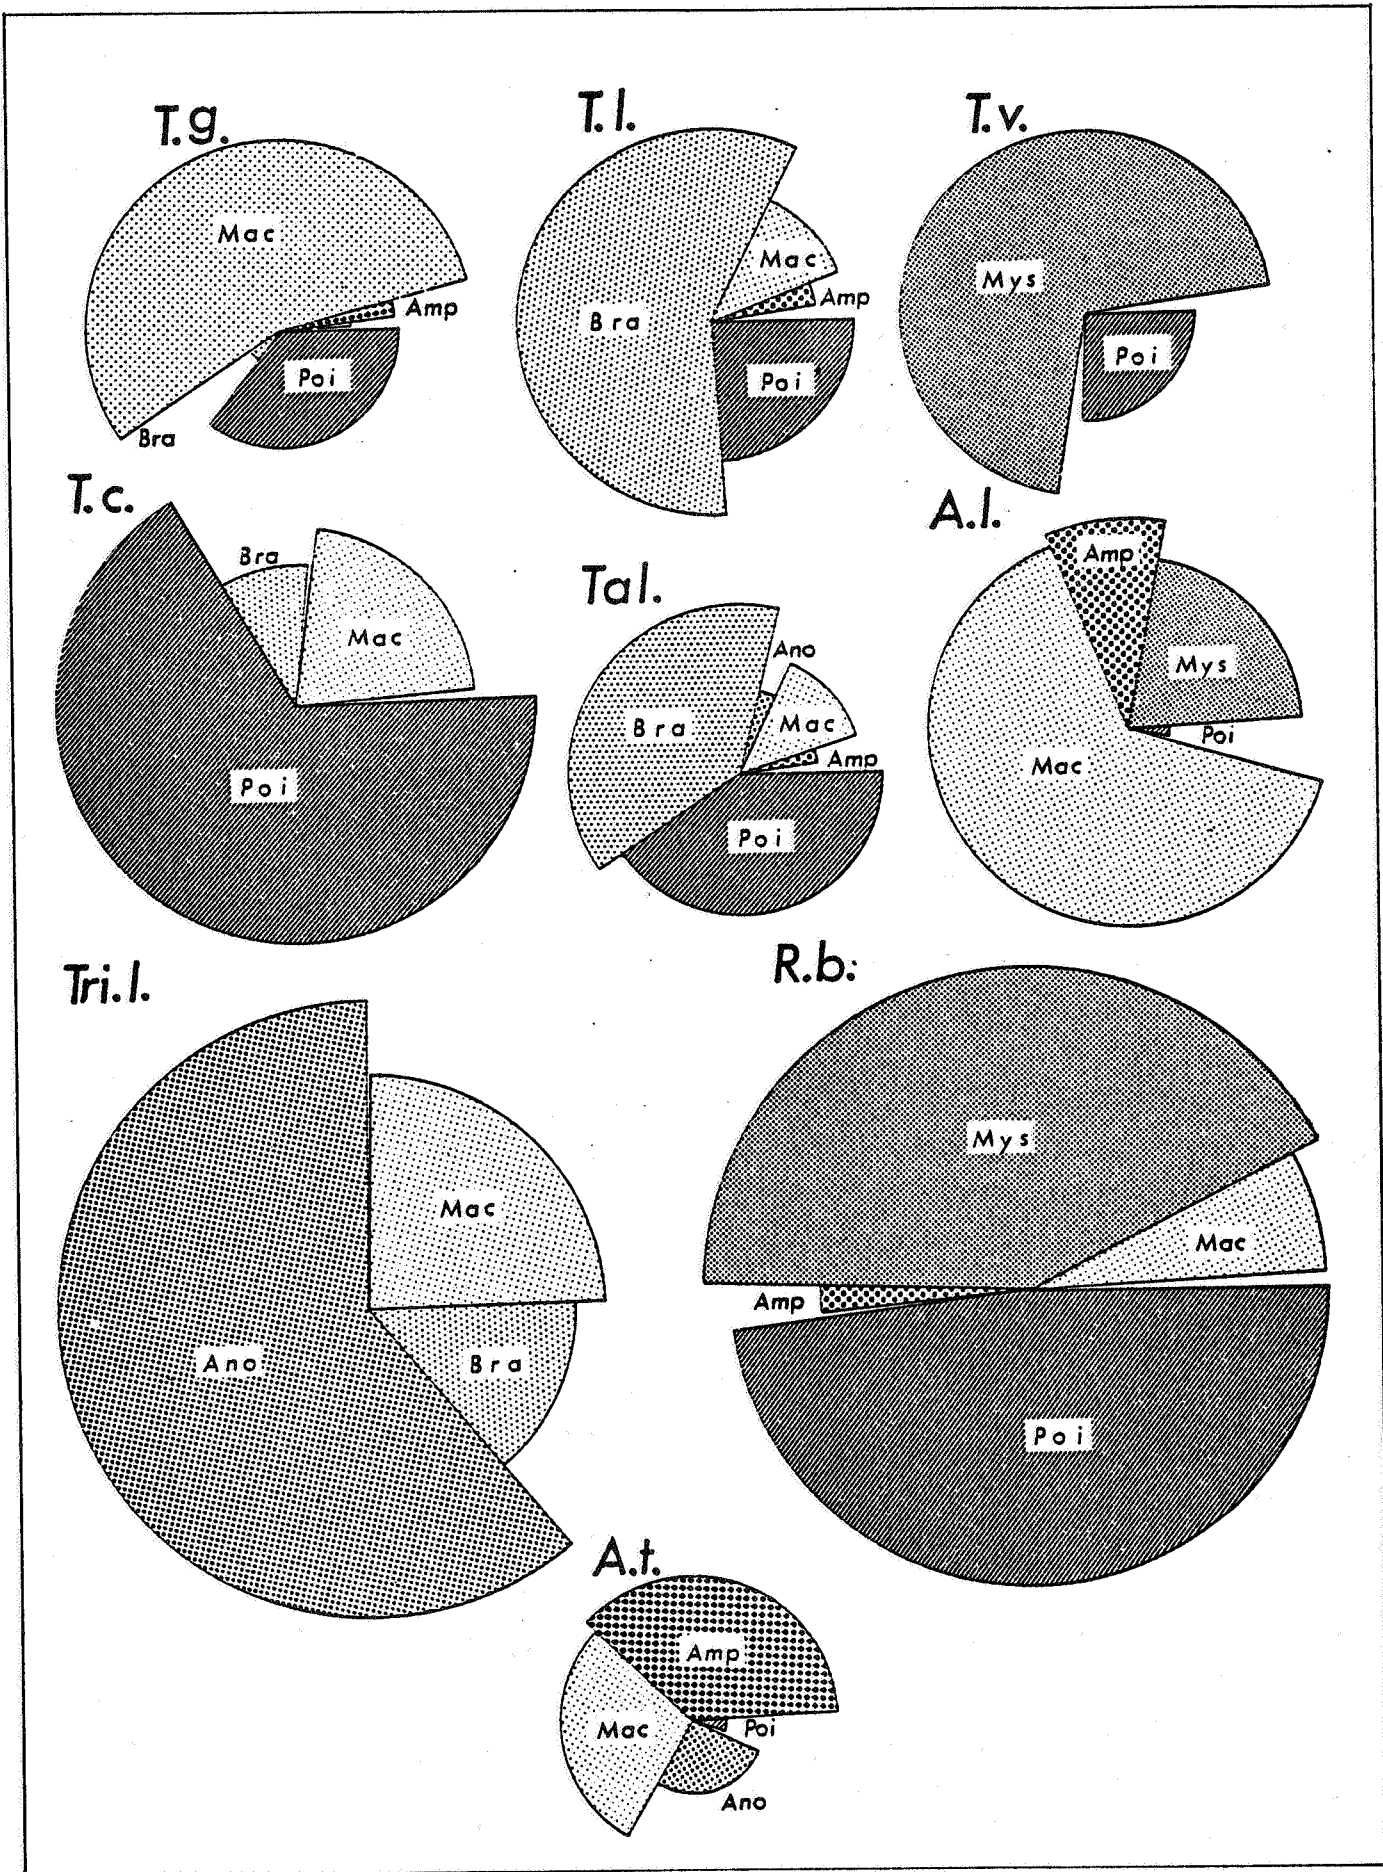 T.g.
Mac
Amp
Poi
Bra
T.l.
Bra
Mac
Amp
Poi
T.v.
Mys
Poi
T.c.
Bra
Mac
Poi
Tal.
Ano
Bra
Mac
Amp
Poi
A.l.
Amp
Mys
Poi
Mac
Tri.l.
Mac
Ano
Bra
R.b.
Mys
Mac
Amp
Poi
A.t.
Amp
Mac
Poi
Ano